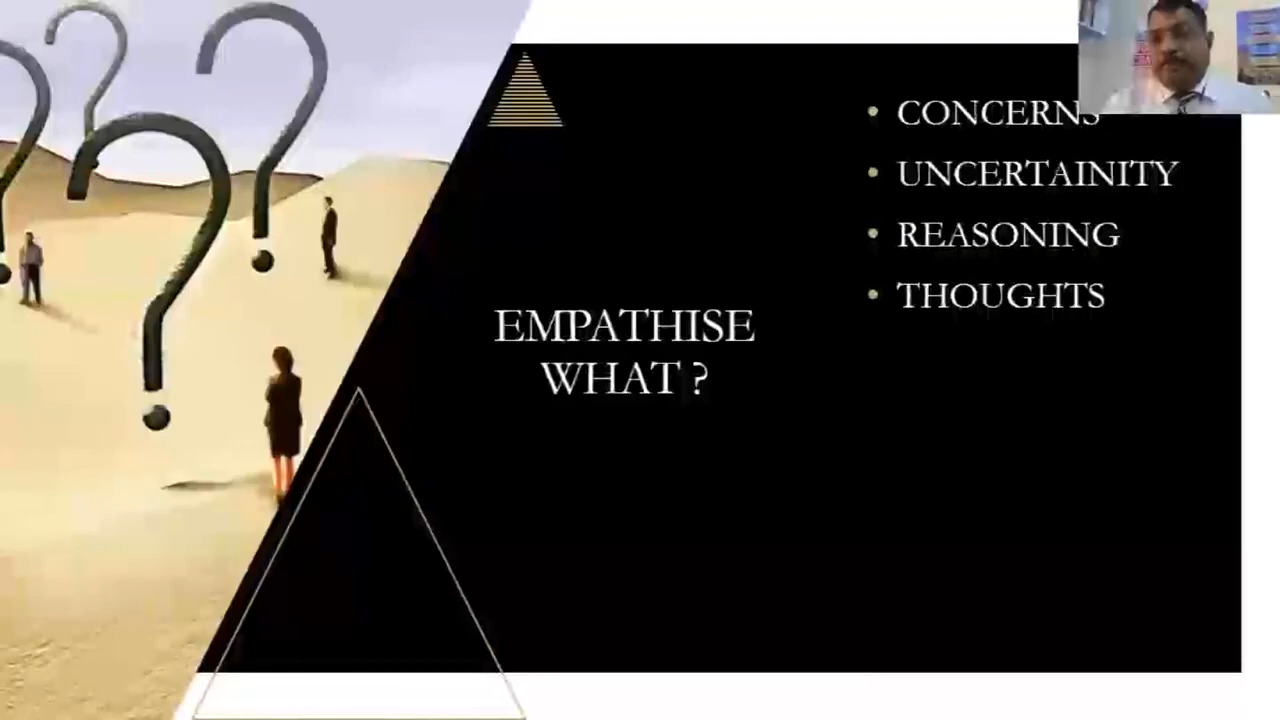 EMPATHISE
WHAT ?
• CONCERNS
• UNCERTAINITY
• REASONING
• THOUGHTS